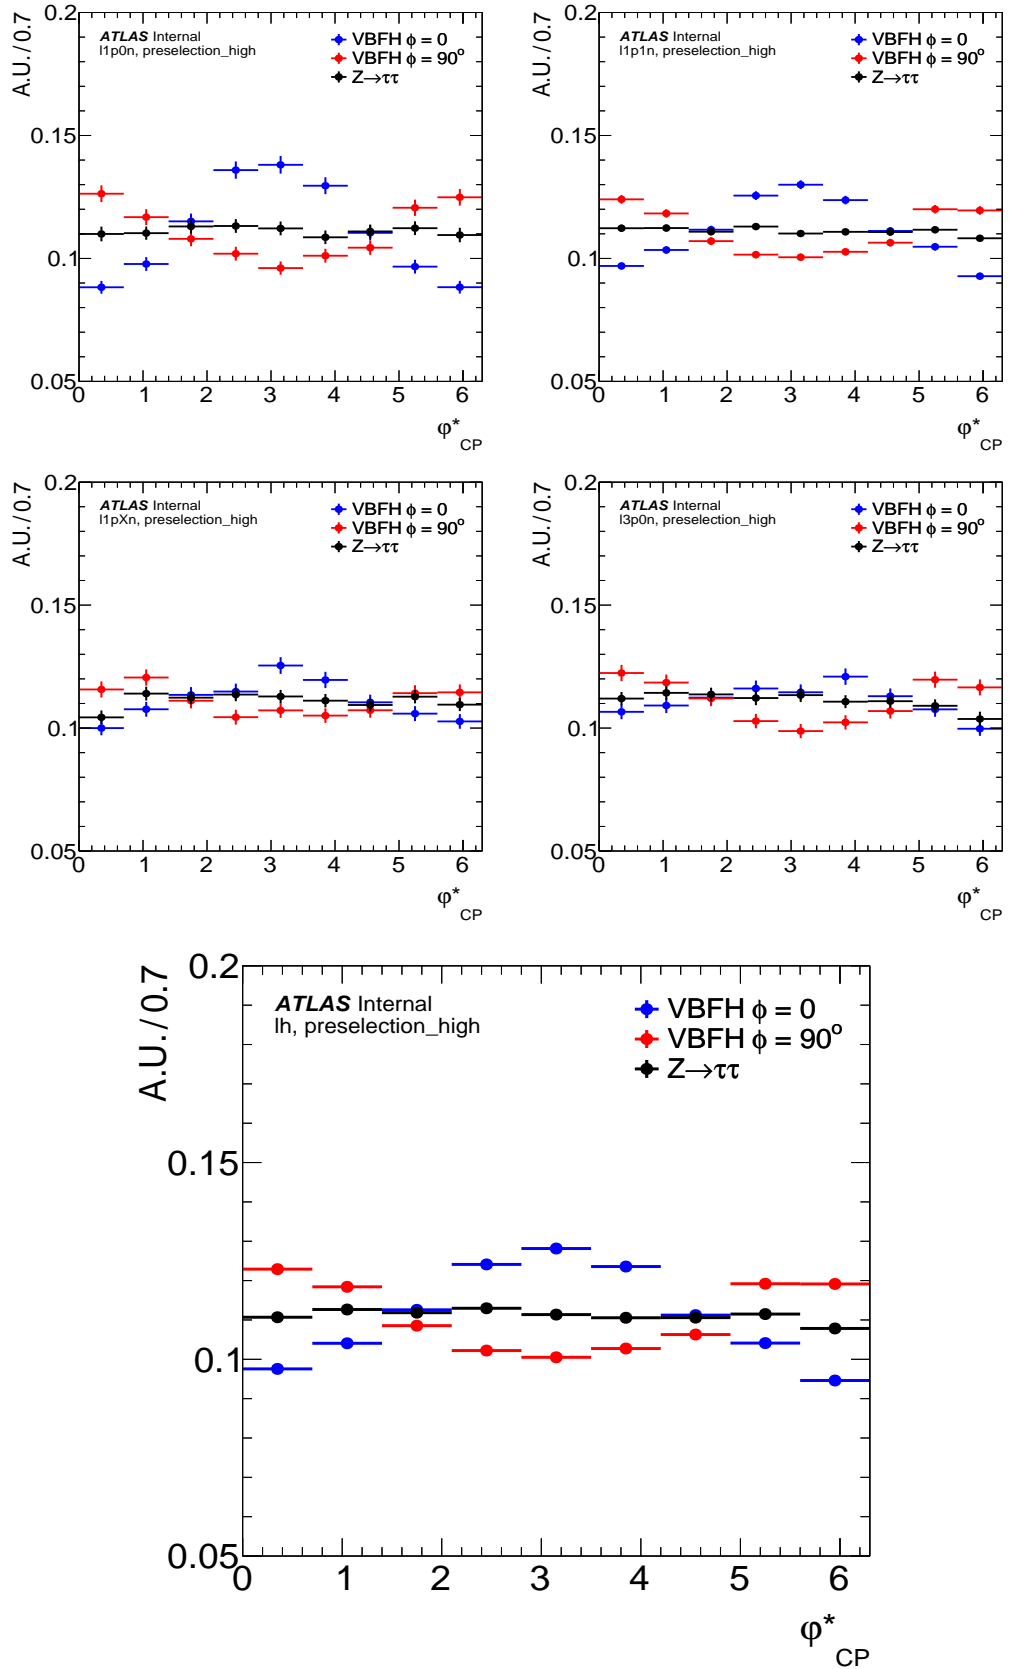 0.2
ATLAS Internal
l1p0n, preselection_high
VBFH ϕ = 0
VBFH ϕ = 90°
Z→ττ
A.U. / 0.7
0.15
0.1
0.05
0 1 2 3 4 5 6
φ*CP
0.2
ATLAS Internal
l1p1n, preselection_high
VBFH ϕ = 0
VBFH ϕ = 90°
Z→ττ
A.U. / 0.7
0.15
0.1
0.05
0 1 2 3 4 5 6
φ*CP
0.2
ATLAS Internal
l1pXn, preselection_high
VBFH ϕ = 0
VBFH ϕ = 90°
Z→ττ
A.U. / 0.7
0.15
0.1
0.05
0 1 2 3 4 5 6
φ*CP
0.2
ATLAS Internal
l3p0n, preselection_high
VBFH ϕ = 0
VBFH ϕ = 90°
Z→ττ
A.U. / 0.7
0.15
0.1
0.05
0 1 2 3 4 5 6
φ*CP
0.2
ATLAS Internal
lh, preselection_high
VBFH ϕ = 0
VBFH ϕ = 90°
Z→ττ
A.U. / 0.7
0.15
0.1
0.05
0 1 2 3 4 5 6
φ*CP